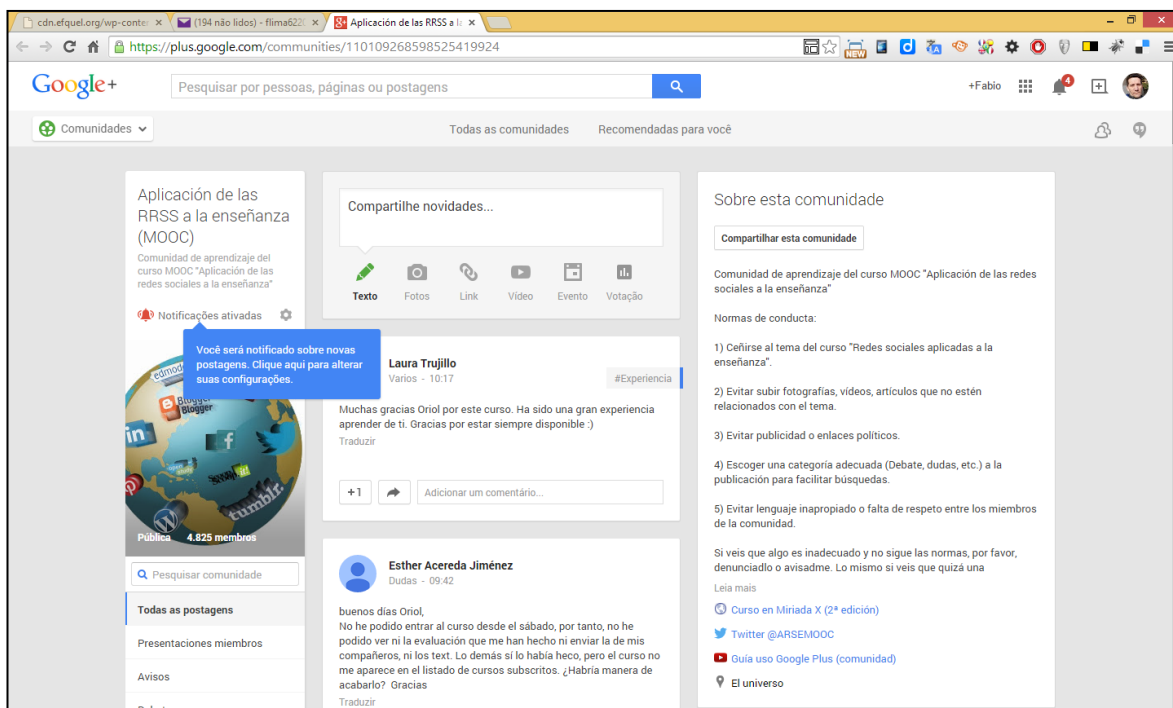 cdn.efquel.org/wp-conter
(194 não lidos) - flima622
Aplicación de las RRSS a la
https://plus.google.com/communities/110109268598525419924
NEW
Google+
Pesquisar por pessoas, páginas ou postagens
+Fabio
4
Comunidades
Todas as comunidades
Recomendadas para você
Aplicación de las
RRSS a la enseñanza
(MOOC)
Comunidad de aprendizaje del
curso MOOC "Aplicación de las
redes sociales a la enseñanza"
Notificações ativadas
Você será notificado sobre novas
postagens. Clique aqui para alterar
suas configurações.
edmod
Blogger
Blogger
in
f
tumblr.
Pública 4.825 membros
Pesquisar comunidade
Todas as postagens
Presentaciones miembros
Avisos
Compartilhe novidades...
Texto
Fotos
Link
Vídeo
Evento
Votação
Laura Trujillo
Varios - 10:17
#Experiencia
Muchas gracias Oriol por este curso. Ha sido una gran experiencia
aprender de ti. Gracias por estar siempre disponible :)
Traduzir
+1
Adicionar um comentário...
Esther Acereda Jiménez
Dudas - 09:42
buenos días Oriol,
No he podido entrar al curso desde el sábado, por tanto, no he
podido ver ni la evaluación que me han hecho ni enviar la de mis
compañeros, ni los text. Lo demás sí lo había heco, pero el curso no
me aparece en el listado de cursos subscritos. ¿Habría manera de
acabarlo? Gracias
Traduzir
Sobre esta comunidade
Compartilhar esta comunidade
Comunidad de aprendizaje del curso MOOC "Aplicación de las redes
sociales a la enseñanza"
Normas de conducta:
1) Ceñirse al tema del curso "Redes sociales aplicadas a la
enseñanza".
2) Evitar subir fotografías, vídeos, artículos que no estén
relacionados con el tema.
3) Evitar publicidad o enlaces políticos.
4) Escoger una categoría adecuada (Debate, dudas, etc.) a la
publicación para facilitar búsquedas.
5) Evitar lenguaje inapropiado o falta de respeto entre los miembros
de la comunidad.
Si veis que algo es inadecuado y no sigue las normas, por favor,
denunciadlo o avisadme. Lo mismo si veis que quizá una
Leia mais
Curso en Miriada X (2ª edición)
Twitter @ARSEMOOC
Guía uso Google Plus (comunidad)
El universo